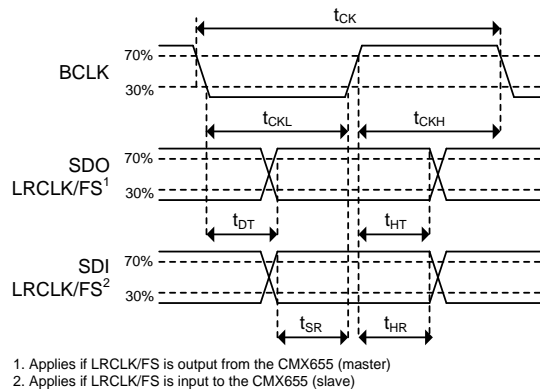 tCK
70%
BCLK
30%
tCKL tCKH
SDO
70%
LRCLK/FS1
30%
tDT tHT
SDI
70%
LRCLK/FS2
30%
tSR tHR
1. Applies if LRCLK/FS is output from the CMX655 (master)
2. Applies if LRCLK/FS is input to the CMX655 (slave)